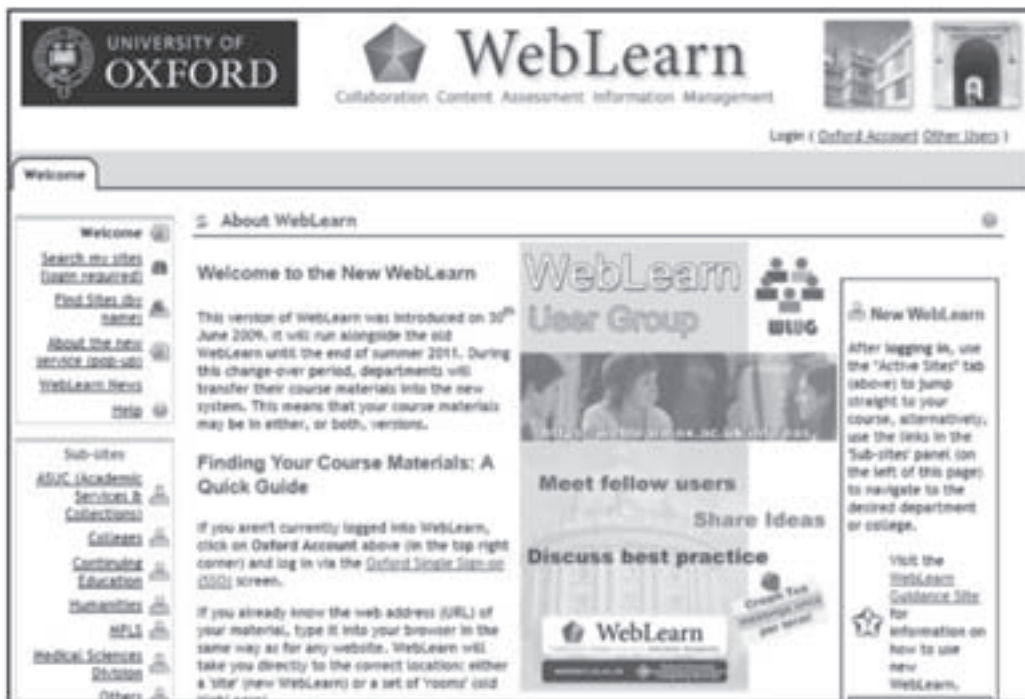 UNIVERSITY OF
OXFORD
WebLearn
Collaboration Content Assessment Information Management
Login ( Oxford Account Other Users )
Welcome
Welcome
Search my sites
(login required)
Find Sites (by
name)
About the new
service (pop-up)
WebLearn News
Help
Sub-sites
ASUC (Academic
Services &
Collections)
Colleges
Continuing
Education
Humanities
MPLS
Medical Sciences
Division
Others
About WebLearn
Welcome to the New WebLearn
This version of WebLearn was introduced on 30th
June 2009. It will run alongside the old
WebLearn until the end of summer 2011. During
this change-over period, departments will
transfer their course materials into the new
system. This means that your course materials
may be in either, or both, versions.
Finding Your Course Materials: A
Quick Guide
If you aren't currently logged into WebLearn,
click on Oxford Account above (in the top right
corner) and log in via the Oxford Single Sign-on
(SSO) screen.
If you already know the web address (URL) of
your material, type it into your browser in the
same way as for any website. WebLearn will
take you directly to the correct location: either
a 'site' (new WebLearn) or a set of 'rooms' (old
WebLearn)
WebLearn
User Group
WLUG
Meet fellow users
Share Ideas
Discuss best practice
Cream Tea
per term!
WebLearn
New WebLearn
After logging in, use
the "Active Sites" tab
(above) to jump
straight to your
course, alternatively,
use the links in the
'Sub-sites' panel (on
the left of this page)
to navigate to the
desired department
or college.
Visit the
WebLearn
Guidance Site
for
information on
how to use
new
WebLearn.